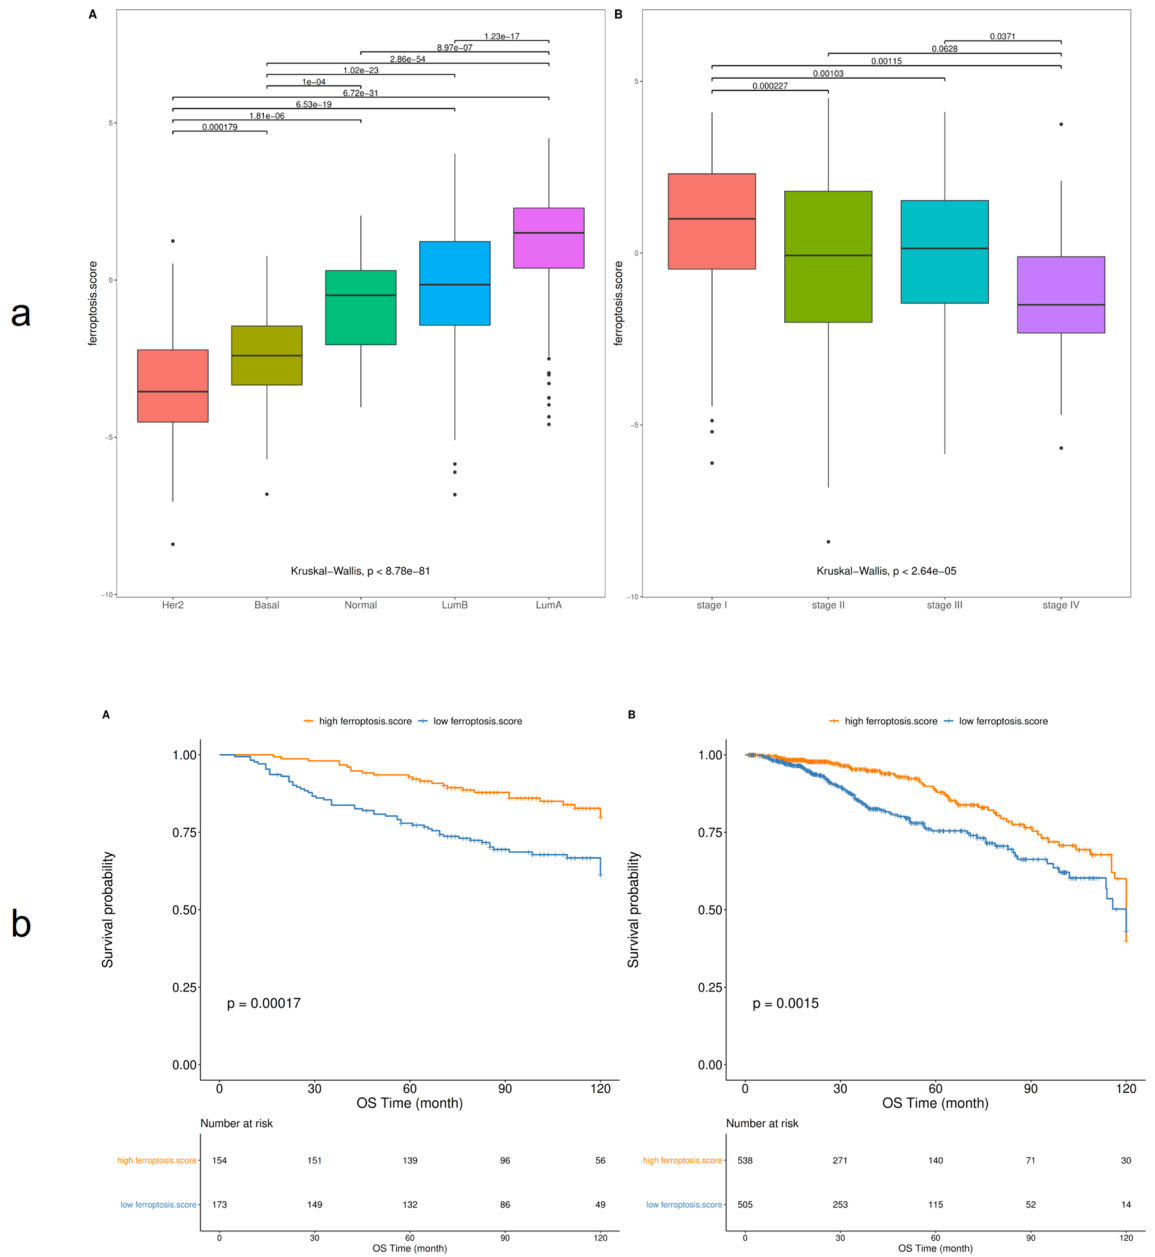 A
1.23e−17
8.97e−07
2.86e−54
1.02e−23
1e−04
6.72e−31
6.53e−19
1.81e−06
0.000179
5
0
−5
−10
ferroptosis.score
Kruskal−Wallis, p < 8.78e−81
Her2 Basal Normal LumB LumA
B
0.0371
0.0628
0.00115
0.00103
0.000227
5
0
−5
−10
ferroptosis.score
Kruskal−Wallis, p < 2.64e−05
stage I stage II stage III stage IV
a
A
high ferroptosis.score low ferroptosis.score
1.00
0.75
0.50
0.25
0.00
Survival probability
p = 0.00017
0 30 60 90 120
OS Time (month)
Number at risk
high ferroptosis.score 154 151 139 96 56
low ferroptosis.score 173 149 132 86 49
0 30 60 90 120
OS Time (month)
B
high ferroptosis.score low ferroptosis.score
1.00
0.75
0.50
0.25
0.00
Survival probability
p = 0.0015
0 30 60 90 120
OS Time (month)
Number at risk
high ferroptosis.score 538 271 140 71 30
low ferroptosis.score 505 253 115 52 14
0 30 60 90 120
OS Time (month)
b